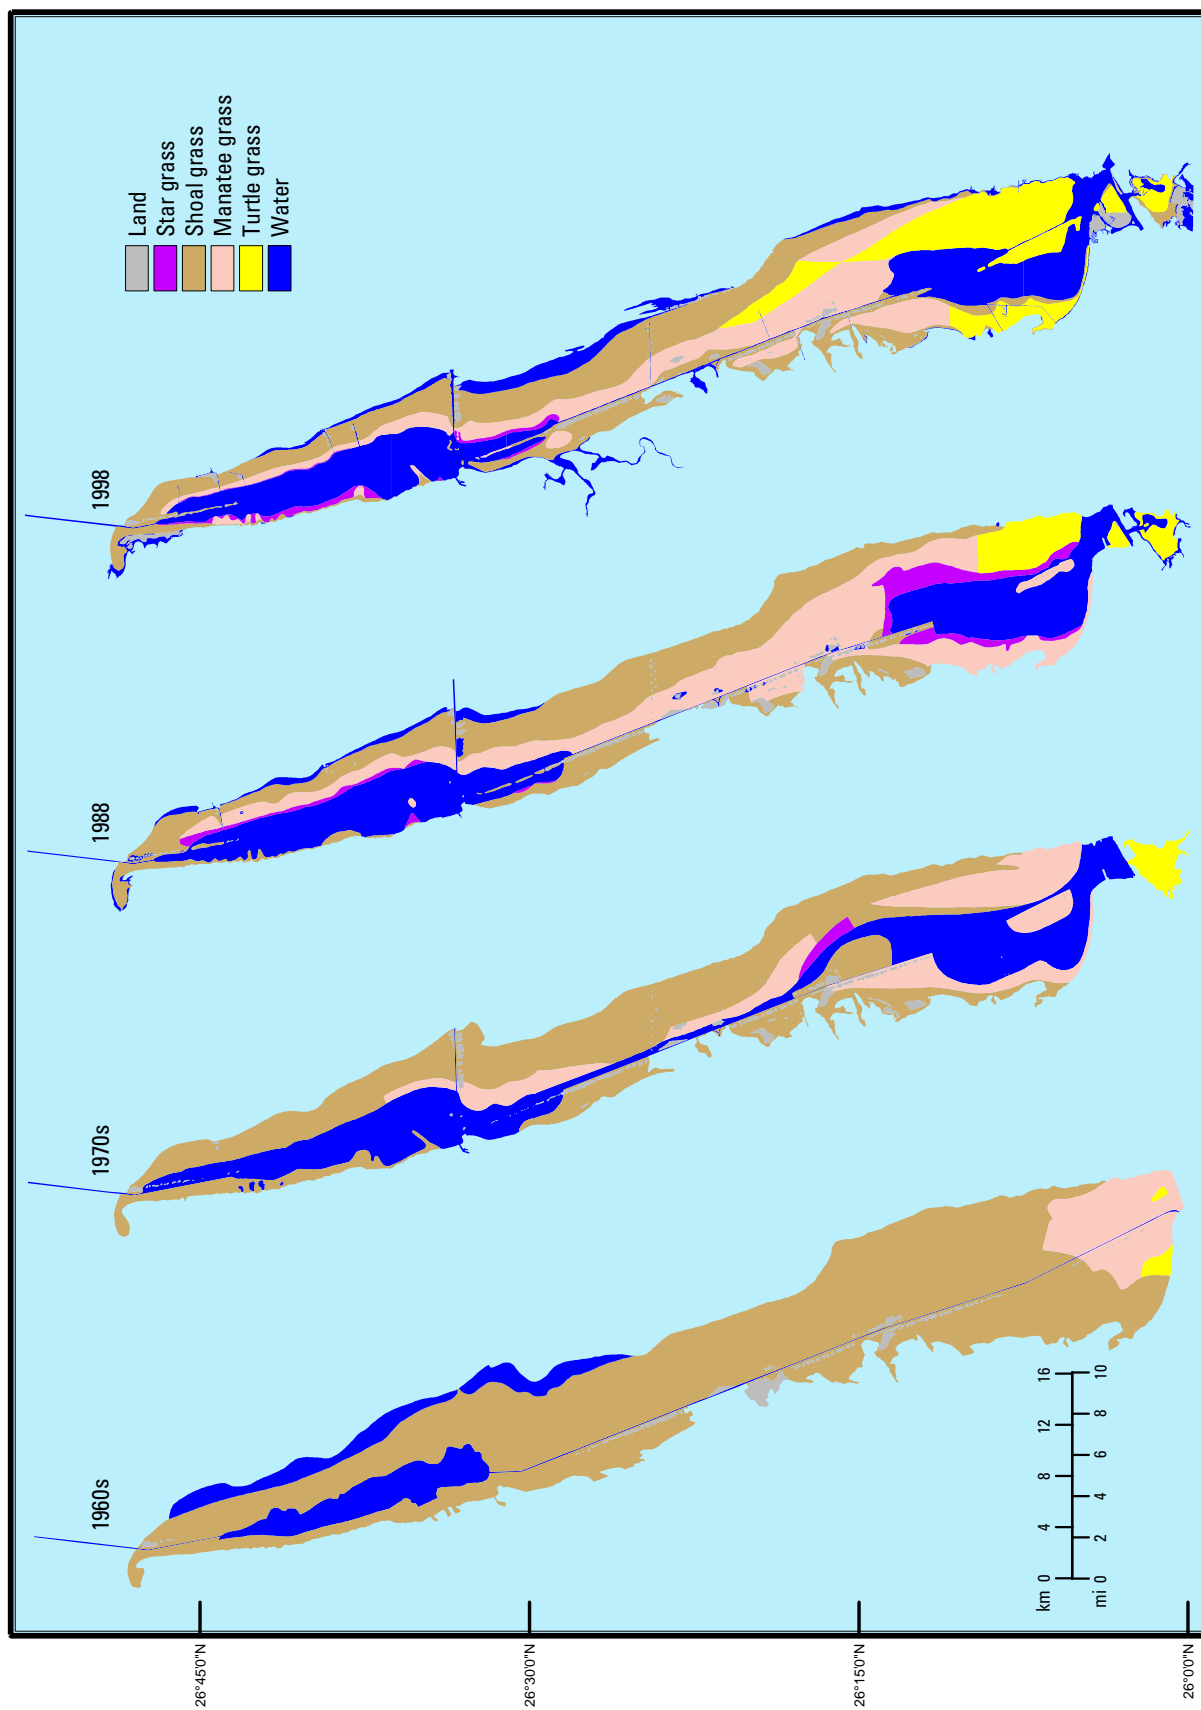 Land
Star grass
Shoal grass
Manatee grass
Turtle grass
Water
1998
1988
1970s
1960s
km 0 4 8 12 16
mi 0 2 4 6 8 10
26°45'0"N
26°30'0"N
26°15'0"N
26°0'0"N